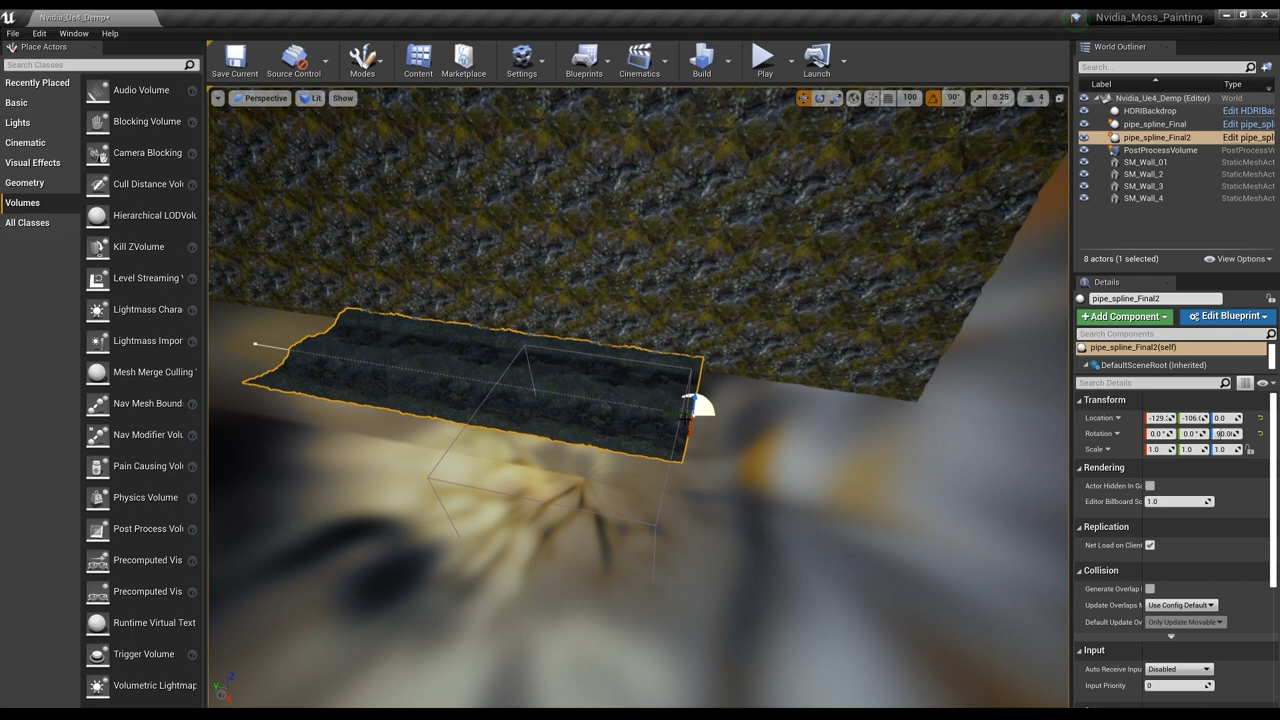 Nvidia_Ue4_Demp*
Nvidia_Moss_Painting
File Edit Window Help
Place Actors
Search Classes
Recently Placed
Basic
Lights
Cinematic
Visual Effects
Geometry
Volumes
All Classes
Audio Volume
Blocking Volume
Camera Blocking
Cull Distance Volu
Hierarchical LODVolu
Kill ZVolume
Level Streaming V
Lightmass Chara
Lightmass Impor
Mesh Merge Culling V
Nav Mesh Bound
Nav Modifier Volu
Pain Causing Volu
Physics Volume
Post Process Volu
Precomputed Vis
Precomputed Vis
Runtime Virtual Text
Trigger Volume
Volumetric Lightmap
Save Current
Source Control
Modes
Content
Marketplace
Settings
Blueprints
Cinematics
Build
Play
Launch
Perspective
Lit
Show
100
90°
0.25
4
Z
Y
World Outliner
Search...
Label
Type
Nvidia_Ue4_Demp (Editor) World
HDRIBackdrop Edit HDRIBac
pipe_spline_Final Edit pipe_spl
pipe_spline_Final2 Edit pipe_spl
PostProcessVolume PostProcessV
SM_Wall_01 StaticMeshAct
SM_Wall_2 StaticMeshAct
SM_Wall_3 StaticMeshAct
SM_Wall_4 StaticMeshAct
8 actors (1 selected)
View Options
Details
pipe_spline_Final2
+ Add Component
Edit Blueprint
Search Components
pipe_spline_Final2(self)
DefaultSceneRoot (Inherited)
Search Details
Transform
Location 0.0
Rotation 0.0 ° 0.0 °
Scale 1.0 1.0 1.0
Rendering
Actor Hidden In Ga
Editor Billboard Sc 1.0
Replication
Net Load on Client
Collision
Generate Overlap
Update Overlaps M Use Config Default
Default Update Ov Only Update Movable
Input
Auto Receive Inpu Disabled
Input Priority 0